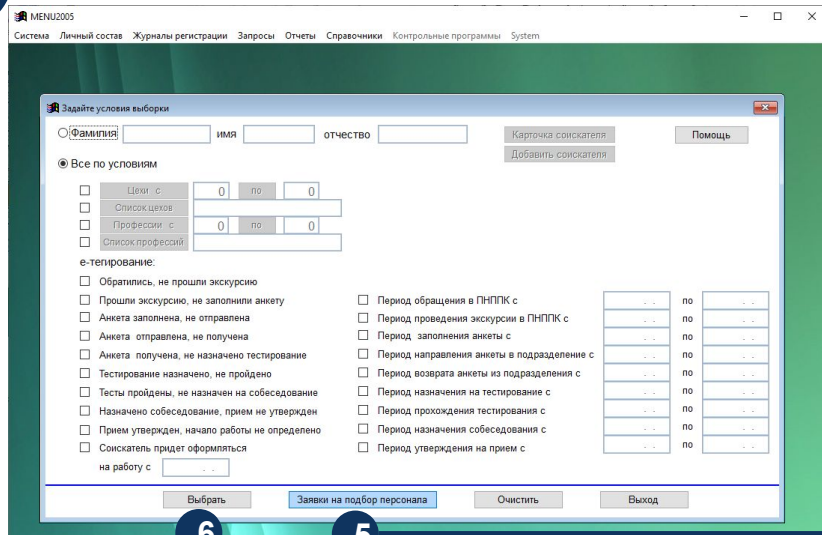 MENU2005
Система Личный состав Журналы регистрации Запросы Отчеты Справочники Контрольные программы System
Задайте условия выборки
Фамилия имя отчество Карточка соискателя Помощь
Добавить соискателя
Все по условиям
Цехи с 0 по 0
Список цехов
Профессии с 0 по 0
Список профессий
е-тегирование:
Обратились, не прошли экскурсию
Прошли экскурсию, не заполнили анкету Период обращения в ПНППК с . . по . .
Анкета заполнена, не отправлена Период проведения экскурсии в ПНППК с . . по . .
Анкета отправлена, не получена Период заполнения анкеты с . . по . .
Анкета получена, не назначено тестирование Период направления анкеты в подразделение с . . по . .
Тестирование назначено, не пройдено Период возврата анкеты из подразделения с . . по . .
Тесты пройдены, не назначен на собеседование Период назначения на тестирование с . . по . .
Назначено собеседование, прием не утвержден Период прохождения тестирования с . . по . .
Прием утвержден, начало работы не определено Период назначения собеседования с . . по . .
Соискатель придет оформляться Период утверждения на прием с . . по . .
на работу с . .
Выбрать Заявки на подбор персонала Очистить Выход
6 5